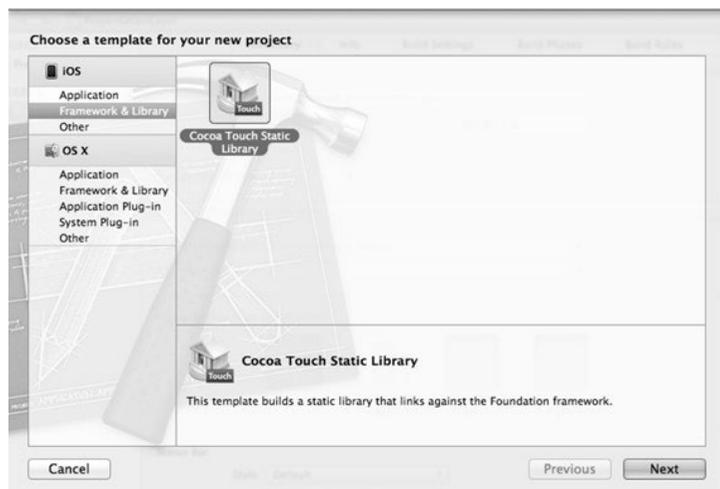 Choose a template for your new project
iOS
Application
Framework & Library
Other
OS X
Application
Framework & Library
Application Plug-in
System Plug-in
Other
Touch
Cocoa Touch Static
Library
Touch
Cocoa Touch Static Library
This template builds a static library that links against the Foundation framework.
Cancel
Previous
Next